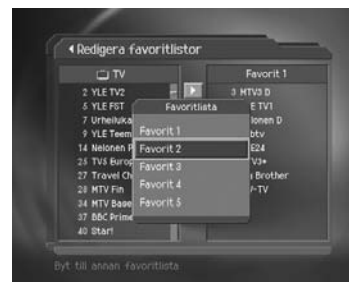 Redigera favoritlistor
TV
Favorit 1
2 YLE TV2
3 MTV3 D
5 YLE FST
Favoritlista
E TV1
7 Urheiluka
lonen D
9 YLE Teem
Favorit 1
btv
14 Nelonen P
Favorit 2
E24
25 TV5 Europ
Favorit 3
V3+
27 Travel Ch
Brother
28 MTV Fin
Favorit 4
-TV
34 MTV Base
Favorit 5
37 BBC Prime
40 Star!
Byt till annan favoritlista